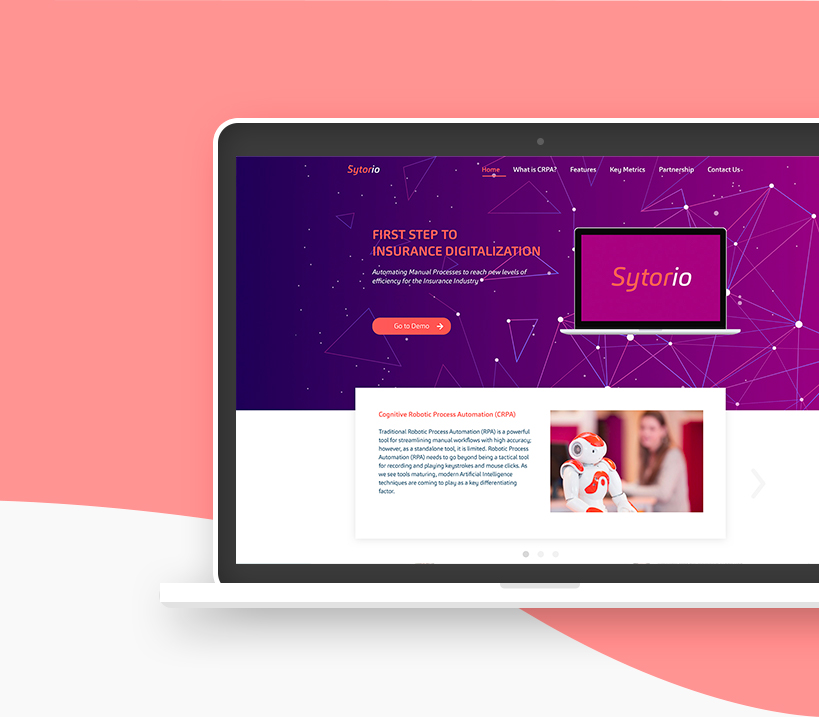 Sytorio
Home What is CRPA? Features Key Metrics Partnership Contact Us
FIRST STEP TO
INSURANCE DIGITALIZATION
Automating Manual Processes to reach new levels of
efficiency for the Insurance Industry
Go to Demo
Sytorio
Cognitive Robotic Process Automation (CRPA)
Traditional Robotic Process Automation (RPA) is a powerful
tool for streamlining manual workflows with high accuracy;
however, as a standalone tool, it is limited. Robotic Process
Automation (RPA) needs to go beyond being a tactical tool
for recording and playing keystrokes and mouse clicks. As
we see tools maturing, modern Artificial Intelligence
techniques are coming to play as a key differentiating
factor.